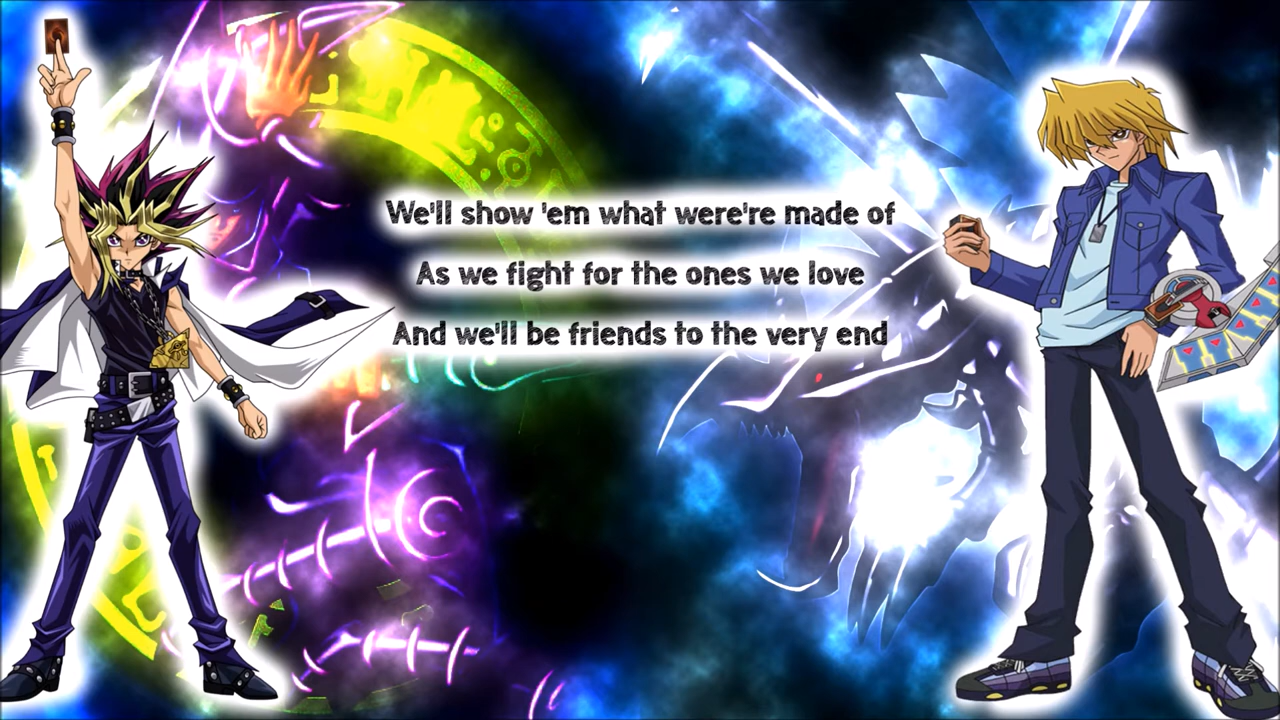 We'll show 'em what were're made of
As we fight for the ones we love
And we'll be friends to the very end